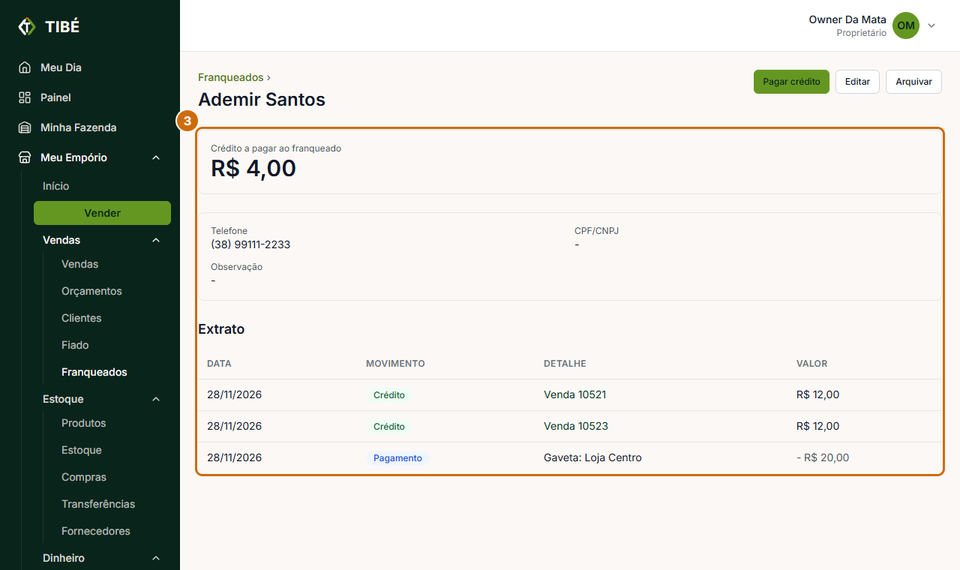 TIBÉ
Meu Dia
Painel
Minha Fazenda
Meu Empório
Início
Vender
Vendas
Vendas
Orçamentos
Clientes
Fiado
Franqueados
Estoque
Produtos
Estoque
Compras
Transferências
Fornecedores
Dinheiro
Owner Da Mata
Proprietário
OM
Franqueados ›
Ademir Santos
Pagar crédito
Editar
Arquivar
3
Crédito a pagar ao franqueado
R$ 4,00
Telefone
(38) 99111-2233
CPF/CNPJ
-
Observação
-
Extrato
DATA MOVIMENTO DETALHE VALOR
28/11/2026 Crédito Venda 10521 R$ 12,00
28/11/2026 Crédito Venda 10523 R$ 12,00
28/11/2026 Pagamento Gaveta: Loja Centro - R$ 20,00